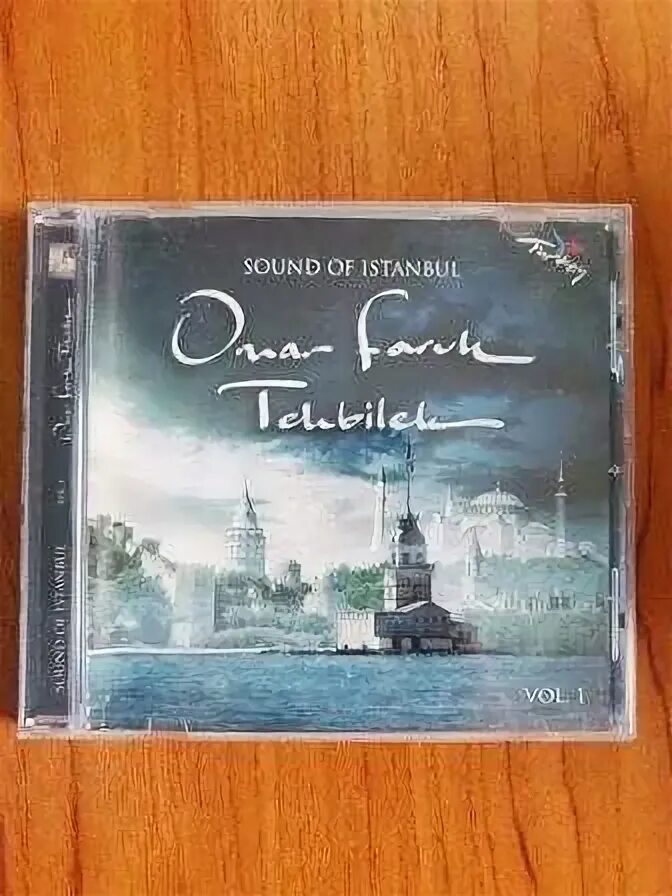 SOUND OF ISTANBUL
Omar Faruk
Tekbilek
VOL 1
SOUND OF ISTANBUL